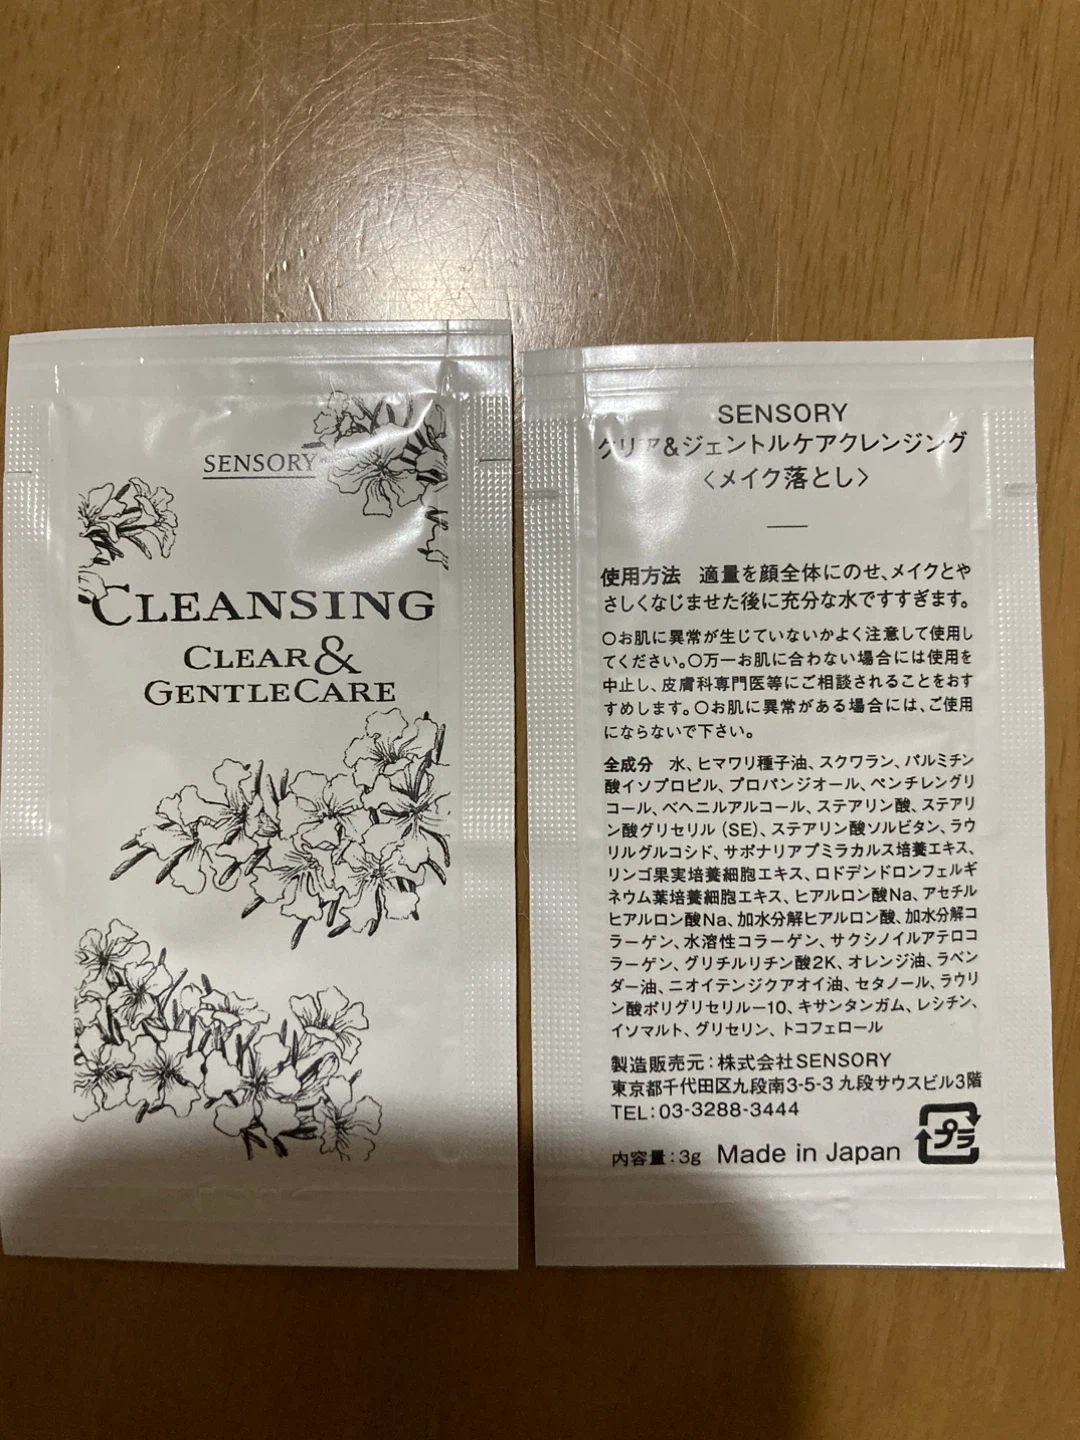 SENSORY
CLEANSING
CLEAR &
GENTLECARE
SENSORY
クリア&ジェントルケアクレンジング
〈メイク落とし〉
使用方法 適量を顔全体にのせ、メイクとや
さしくなじませた後に充分な水ですすぎます。
○お肌に異常が生じていないかよく注意して使用し
てください。○万一お肌に合わない場合には使用を
中止し、皮膚科専門医等にご相談されることをおす
すめします。○お肌に異常がある場合には、ご使用
にならないで下さい。
全成分 水、ヒマワリ種子油、スクワラン、パルミチン
酸イソプロピル、プロパンジオール、ペンチレングリ
コール、ベヘニルアルコール、ステアリン酸、ステアリ
ン酸グリセリル(SE)、ステアリン酸ソルビタン、ラウ
リルグルコシド、サポナリアプミラカルス培養エキス、
リンゴ果実培養細胞エキス、ロドデンドロンフェルギ
ネウム葉培養細胞エキス、ヒアルロン酸Na、アセチル
ヒアルロン酸Na、加水分解ヒアルロン酸、加水分解コ
ラーゲン、水溶性コラーゲン、サクシノイルアテロコ
ラーゲン、グリチルリチン酸2K、オレンジ油、ラベン
ダー油、ニオイテンジクアオイ油、セタノール、ラウリ
ン酸ポリグリセリルー10、キサンタンガム、レシチン、
イソマルト、グリセリン、トコフェロール
製造販売元:株式会社SENSORY
東京都千代田区九段南3-5-3 九段サウスビル3階
TEL:03-3288-3444
内容量:3g Made in Japan
プラ